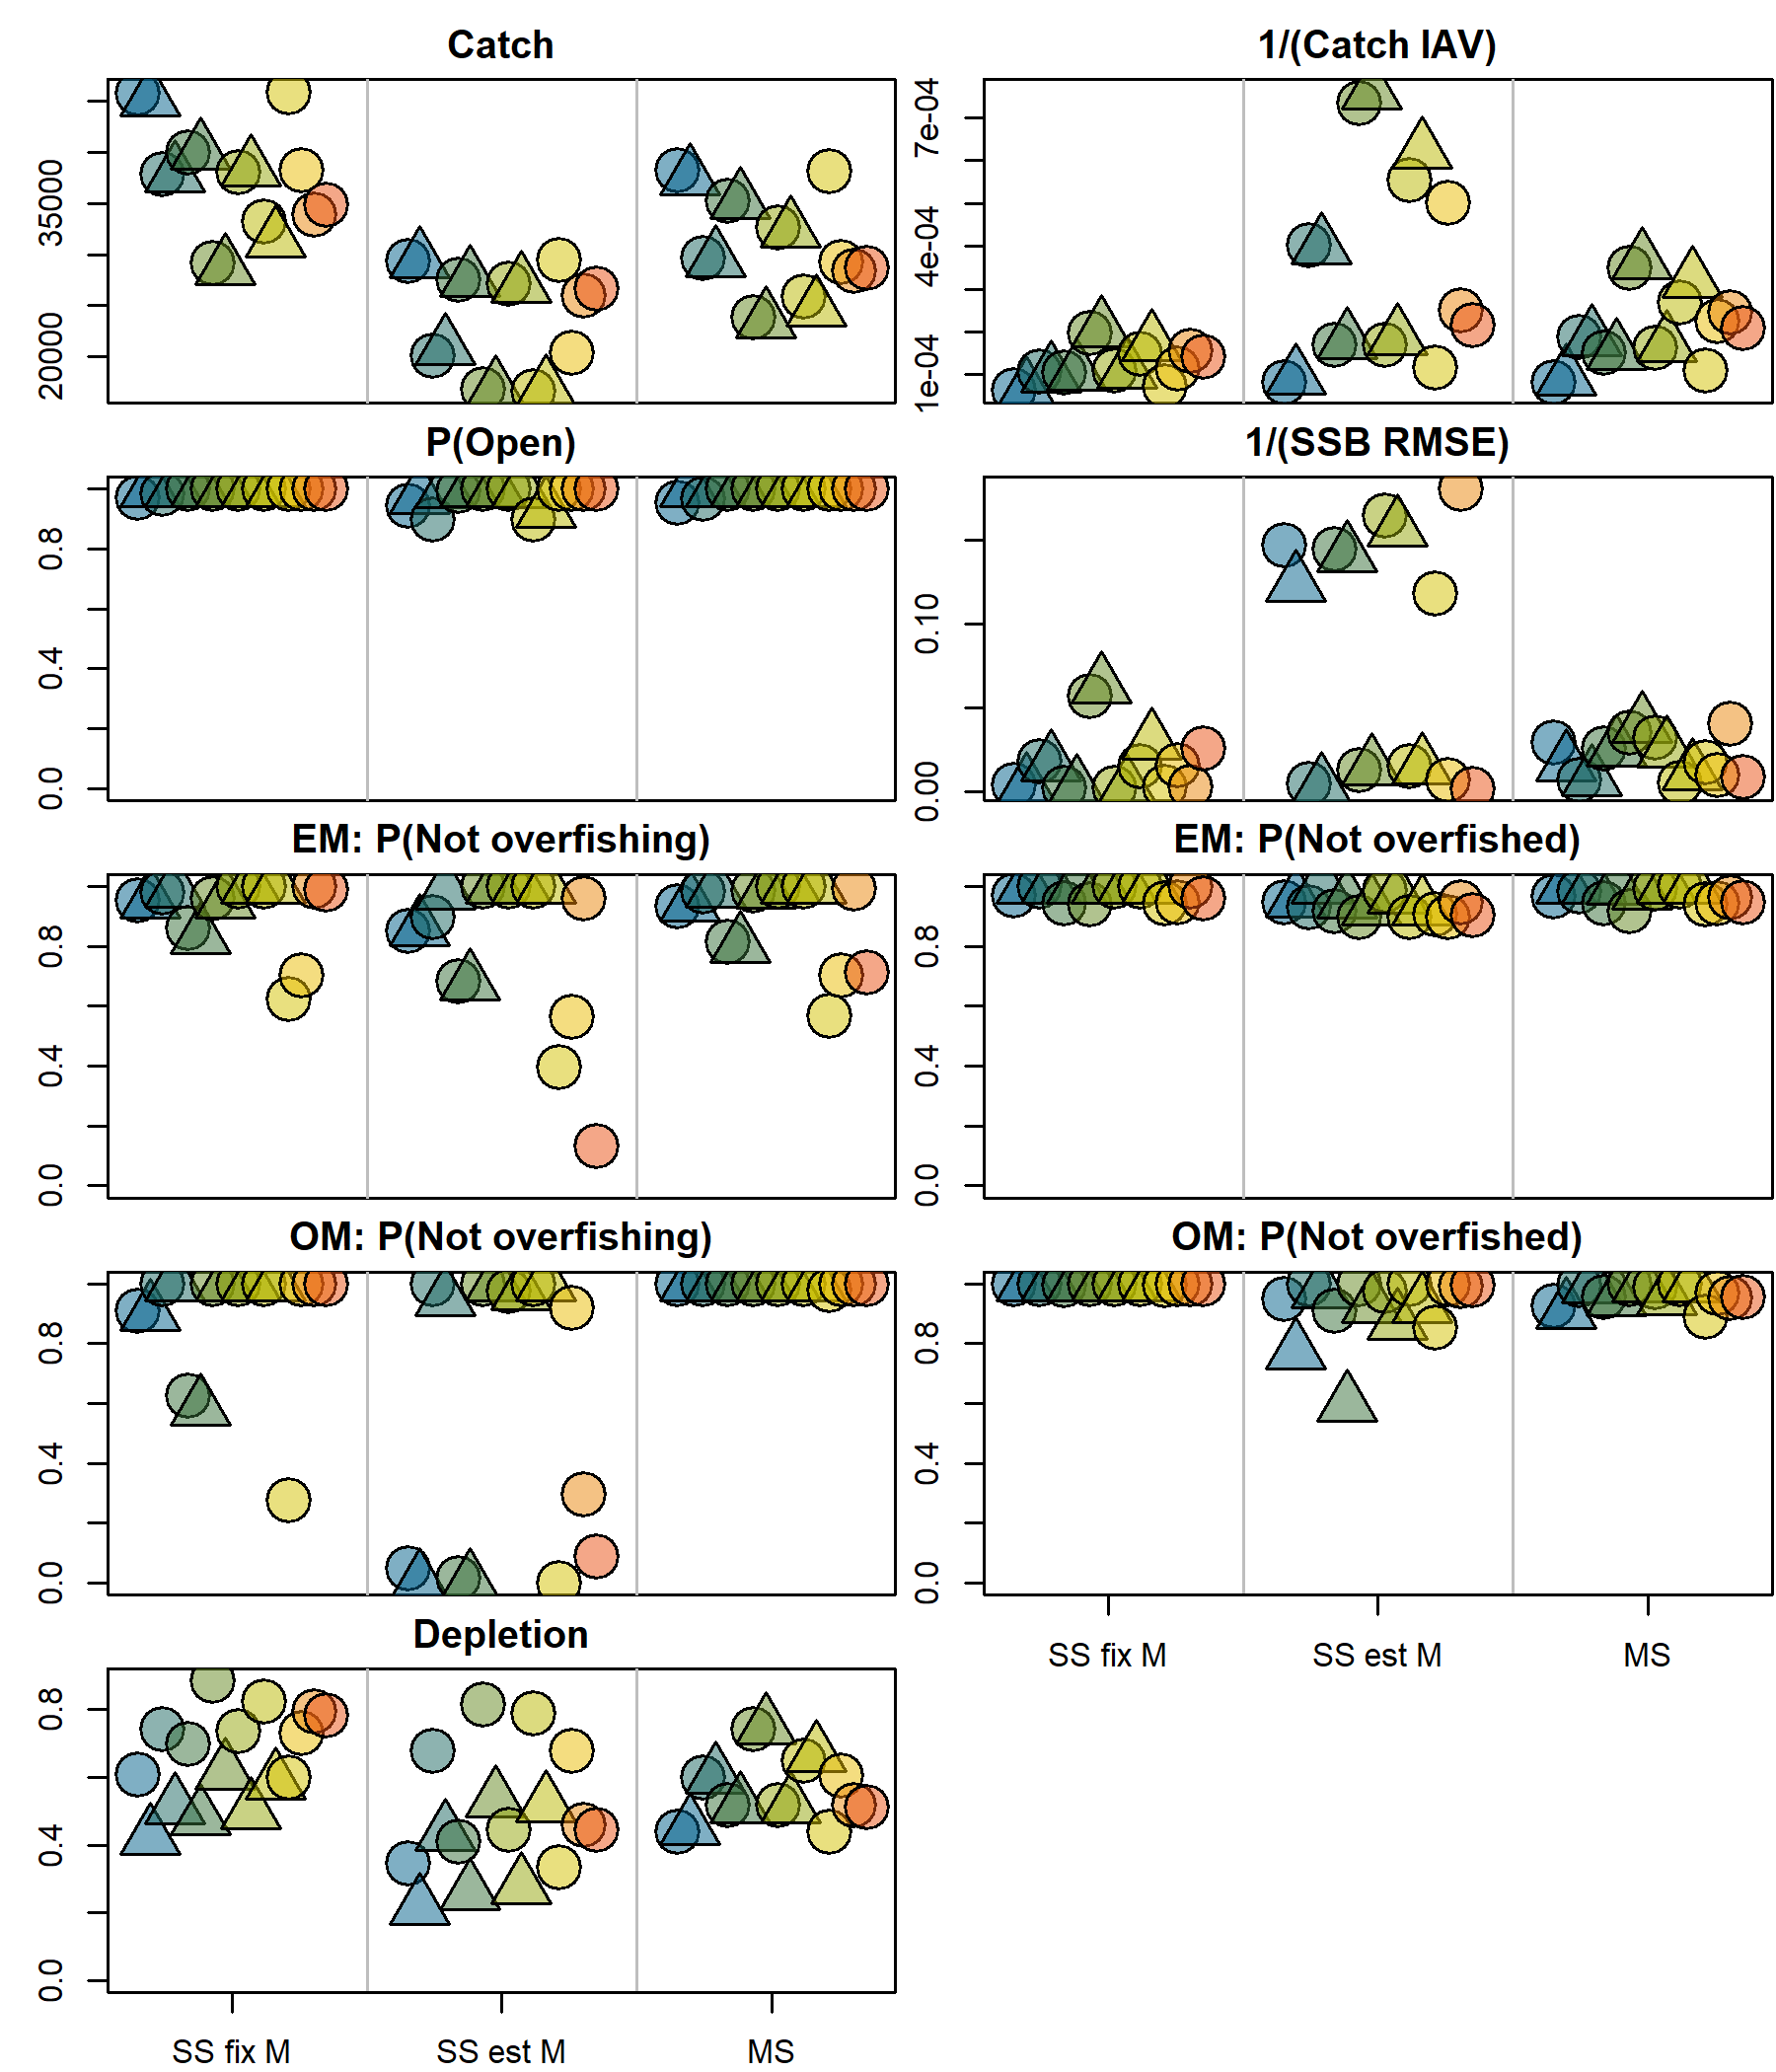 Catch
1/(Catch IAV)
35000
20000
7e-04
4e-04
1e-04
P(Open)
1/(SSB RMSE)
0.8
0.4
0.0
0.10
0.00
EM: P(Not overfishing)
EM: P(Not overfished)
0.8
0.4
0.0
0.8
0.4
0.0
OM: P(Not overfishing)
OM: P(Not overfished)
0.8
0.4
0.0
0.8
0.4
0.0
SS fix M
SS est M
MS
Depletion
0.8
0.4
0.0
SS fix M
SS est M
MS